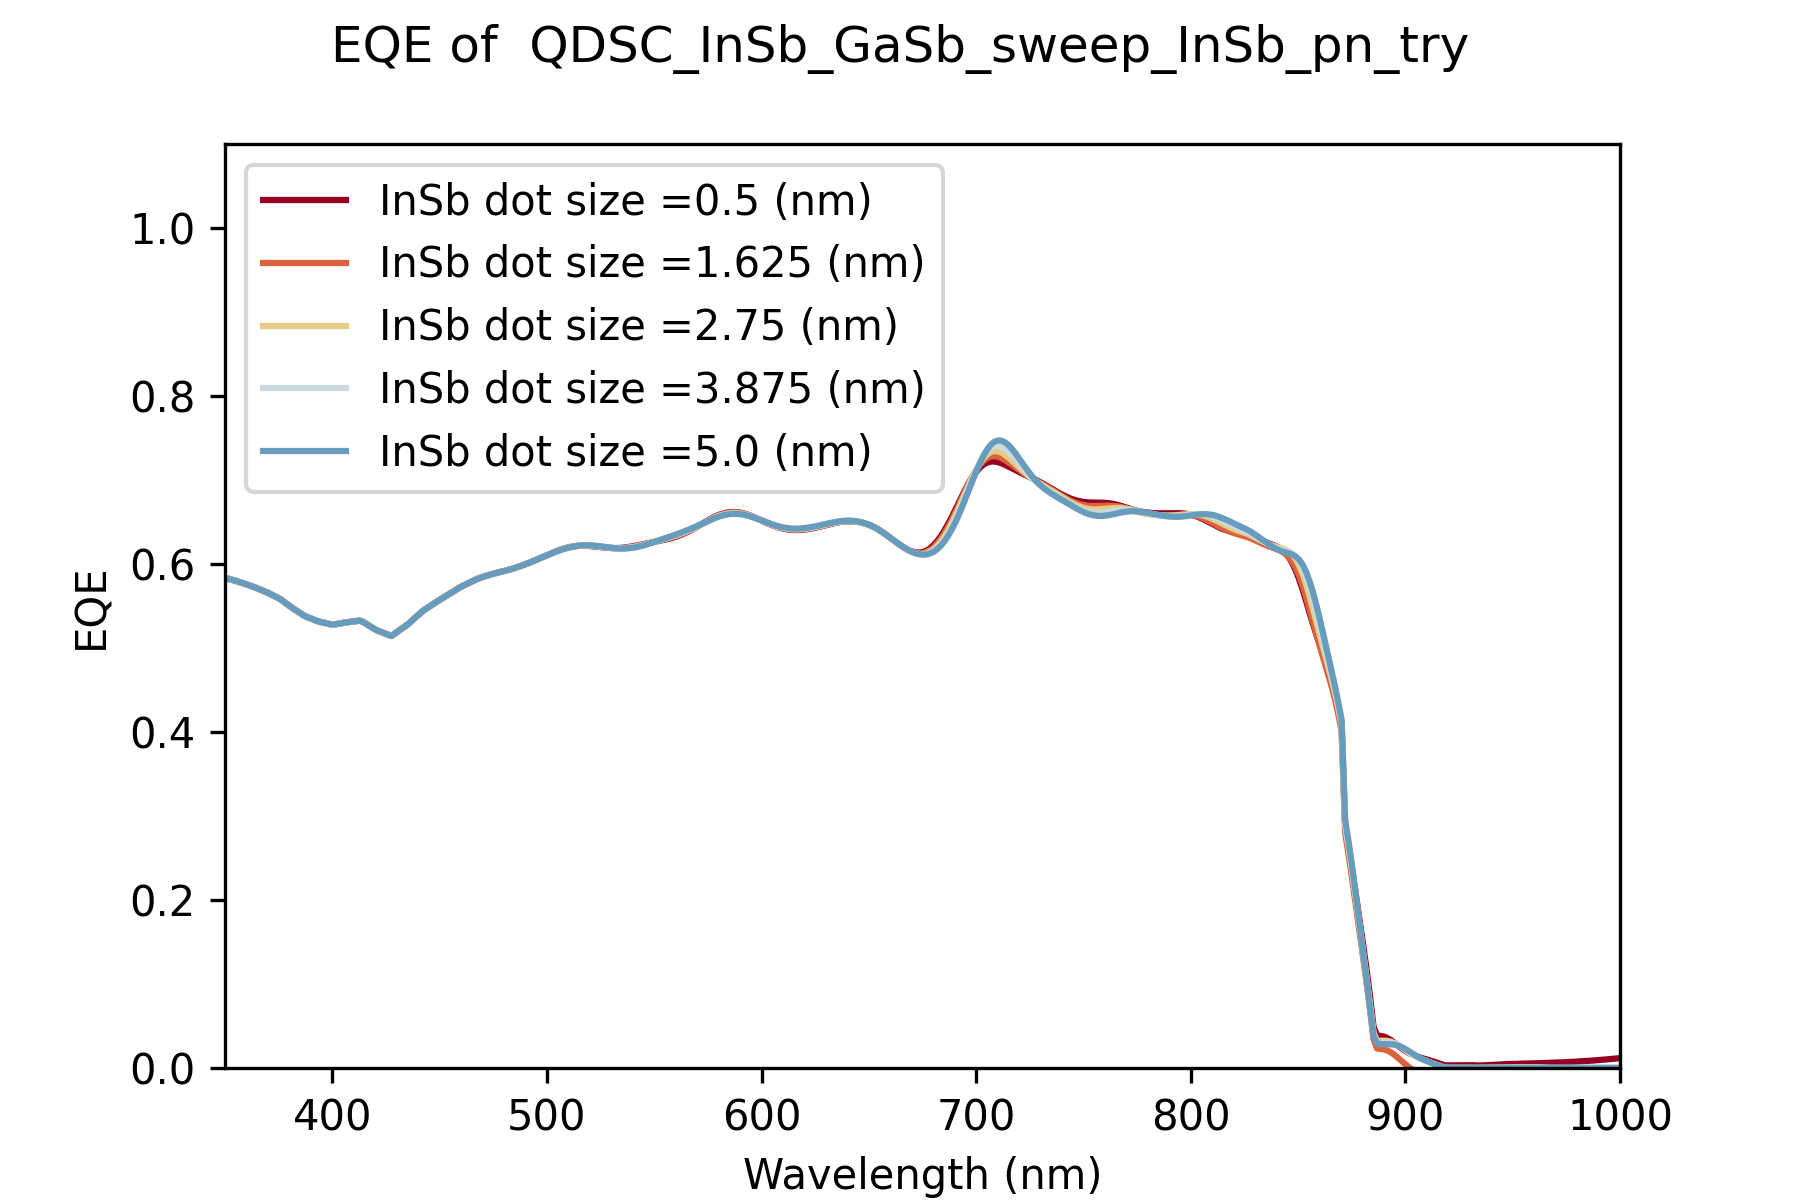 EQE of  QDSC_InSb_GaSb_sweep_InSb_pn_try
InSb dot size =0.5 (nm)
InSb dot size =1.625 (nm)
InSb dot size =2.75 (nm)
InSb dot size =3.875 (nm)
InSb dot size =5.0 (nm)
1.0
0.8
0.6
0.4
0.2
0.0
EQE
400 500 600 700 800 900 1000
Wavelength (nm)